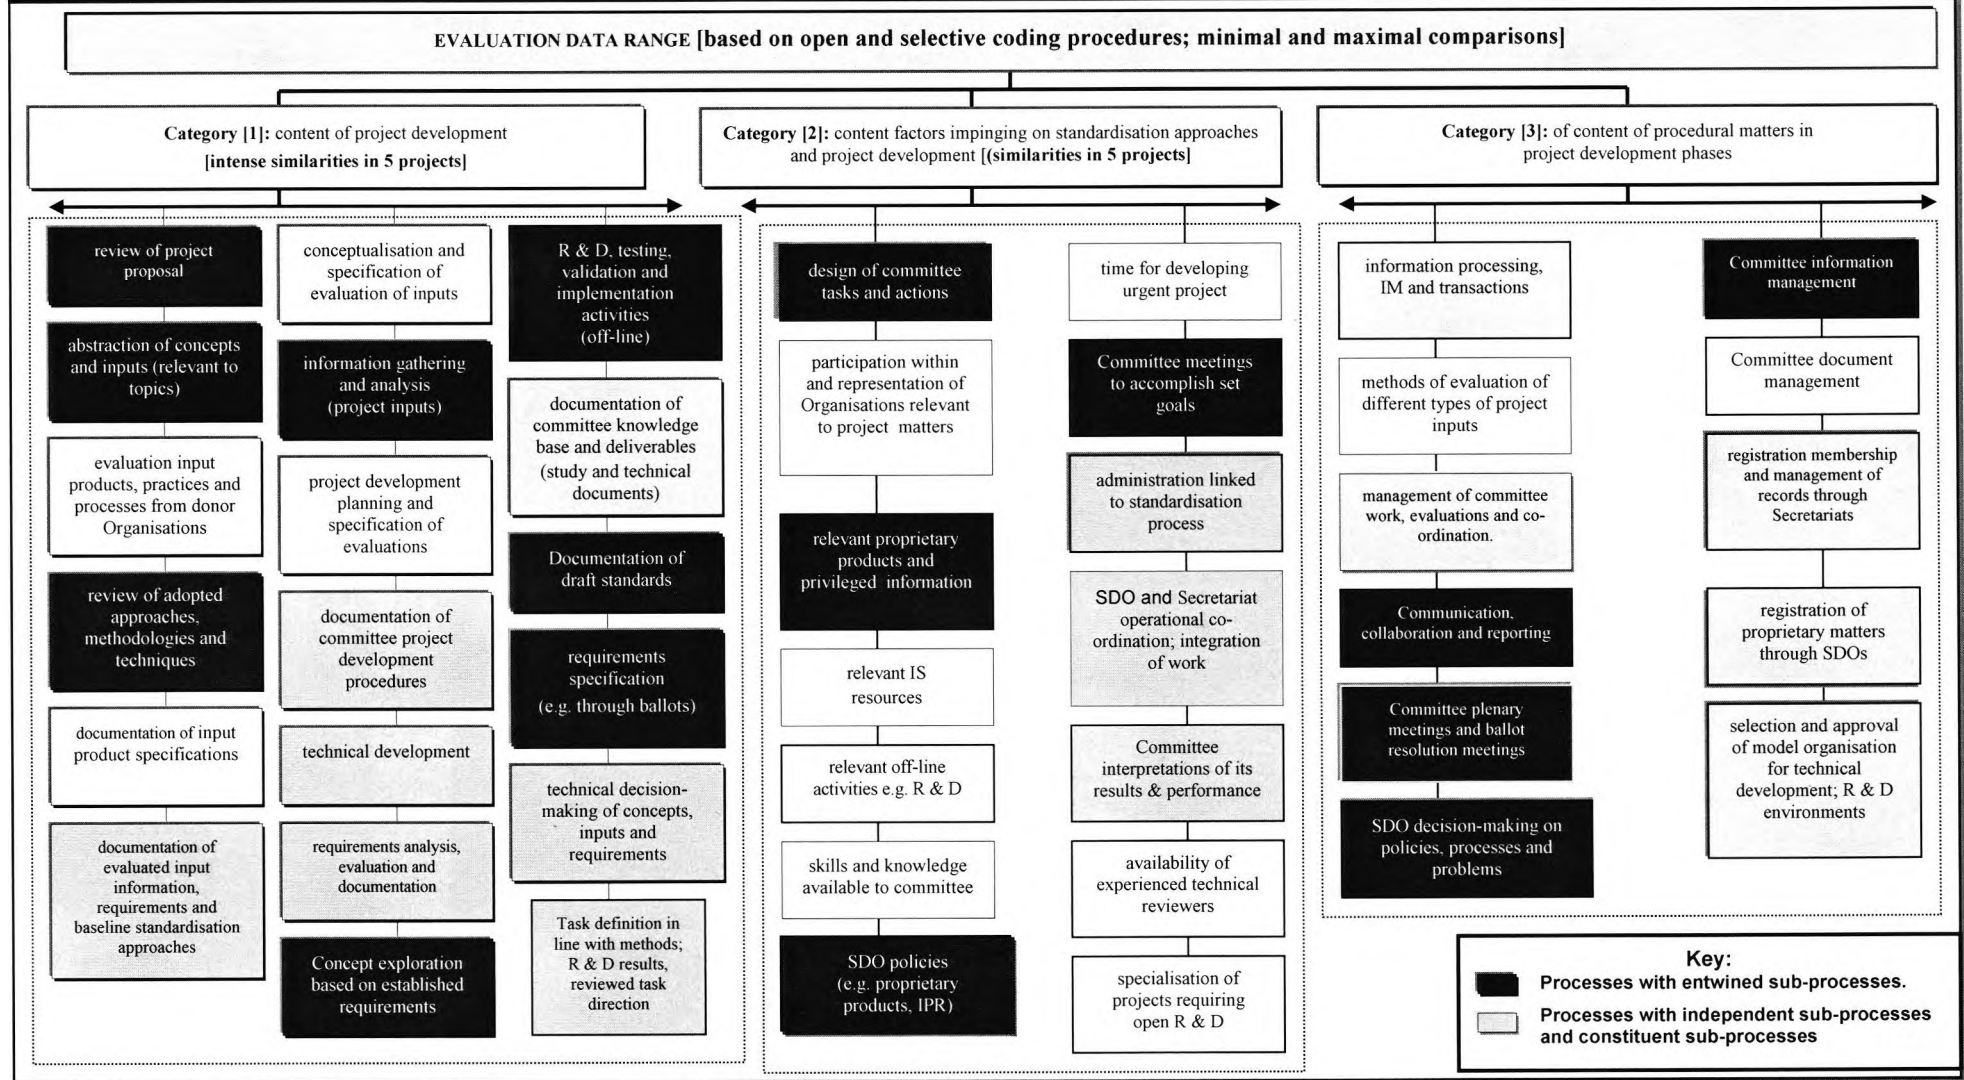 EVALUATION DATA RANGE [based on open and selective coding procedures; minimal and maximal comparisons]
Category [1]: content of project development
[intense similarities in 5 projects]
Category [2]: content factors impinging on standardisation approaches
and project development [(similarities in 5 projects]
Category [3]: of content of procedural matters in
project development phases
review of project
proposal
abstraction of concepts
and inputs (relevant to
topics)
evaluation input
products, practices and
processes from donor
Organisations
review of adopted
approaches,
methodologies and
techniques
documentation of input
product specifications
documentation of
evaluated input
information,
requirements and
baseline standardisation
approaches
conceptualisation and
specification of
evaluation of inputs
information gathering
and analysis
(project inputs)
project development
planning and
specification of
evaluations
documentation of
committee project
development
procedures
technical development
requirements analysis,
evaluation and
documentation
Concept exploration
based on established
requirements
R & D, testing,
validation and
implementation
activities
(off-line)
documentation of
committee knowledge
base and deliverables
(study and technical
documents)
Documentation of
draft standards
requirements
specification
(e.g. through ballots)
technical decision-
making of concepts,
inputs and
requirements
Task definition in
line with methods;
R & D results,
reviewed task
direction
design of committee
tasks and actions
participation within
and representation of
Organisations relevant
to project matters
relevant proprietary
products and
privileged information
relevant IS
resources
relevant off-line
activities e.g. R & D
skills and knowledge
available to committee
SDO policies
(e.g. proprietary
products, IPR)
time for developing
urgent project
Committee meetings
to accomplish set
goals
administration linked
to standardisation
process
SDO and Secretariat
operational co-
ordination; integration
of work
Committee
interpretations of its
results & performance
availability of
experienced technical
reviewers
specialisation of
projects requiring
open R & D
information processing,
IM and transactions
methods of evaluation of
different types of project
inputs
management of committee
work, evaluations and co-
ordination.
Communication,
collaboration and reporting
Committee plenary
meetings and ballot
resolution meetings
SDO decision-making on
policies, processes and
problems
Committee information
management
Committee document
management
registration membership
and management of
records through
Secretariats
registration of
proprietary matters
through SDOs
selection and approval
of model organisation
for technical
development; R & D
environments
Key:
Processes with entwined sub-processes.
Processes with independent sub-processes
and constituent sub-processes